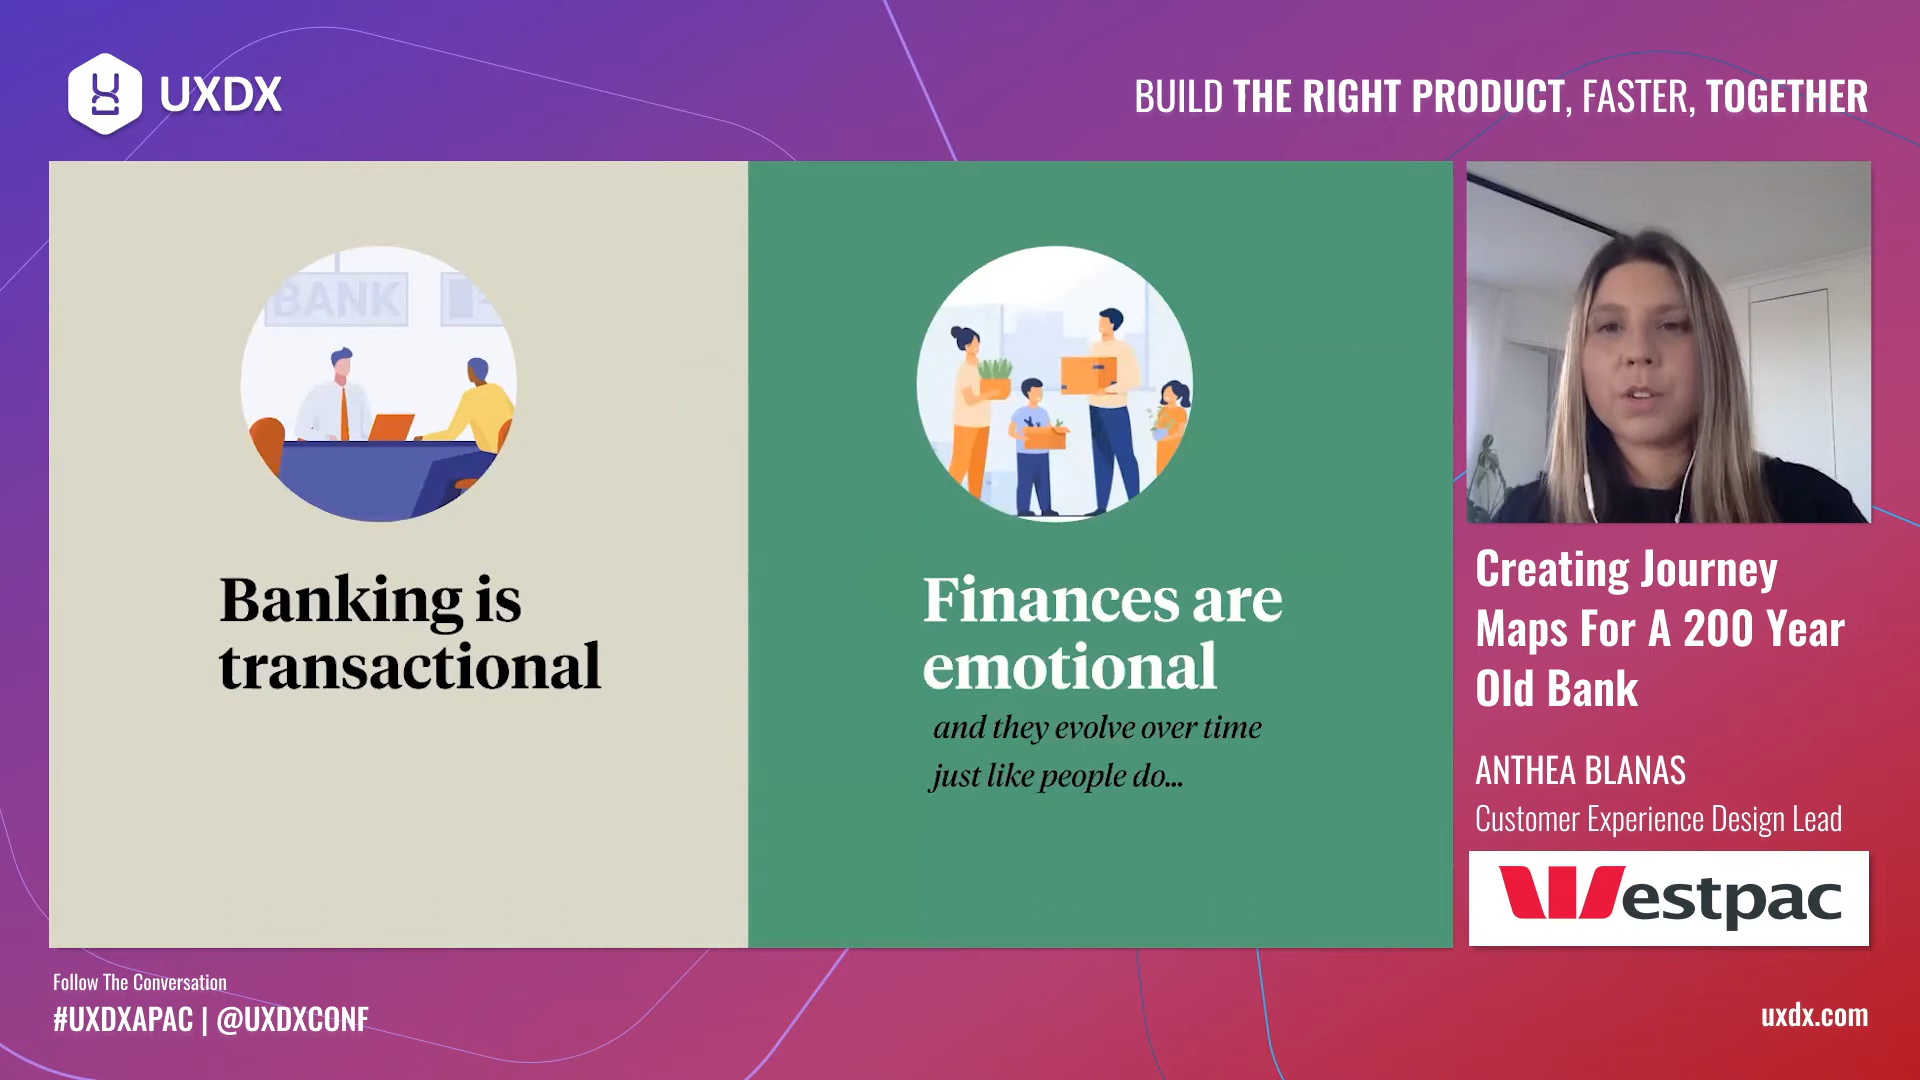 UXDX
BUILD THE RIGHT PRODUCT, FASTER, TOGETHER
BANK
Banking is
transactional
Finances are
emotional
and they evolve over time
just like people do...
Creating Journey
Maps For A 200 Year
Old Bank
ANTHEA BLANAS
Customer Experience Design Lead
Westpac
Follow The Conversation
#UXDXAPAC | @UXDXCONF
uxdx.com